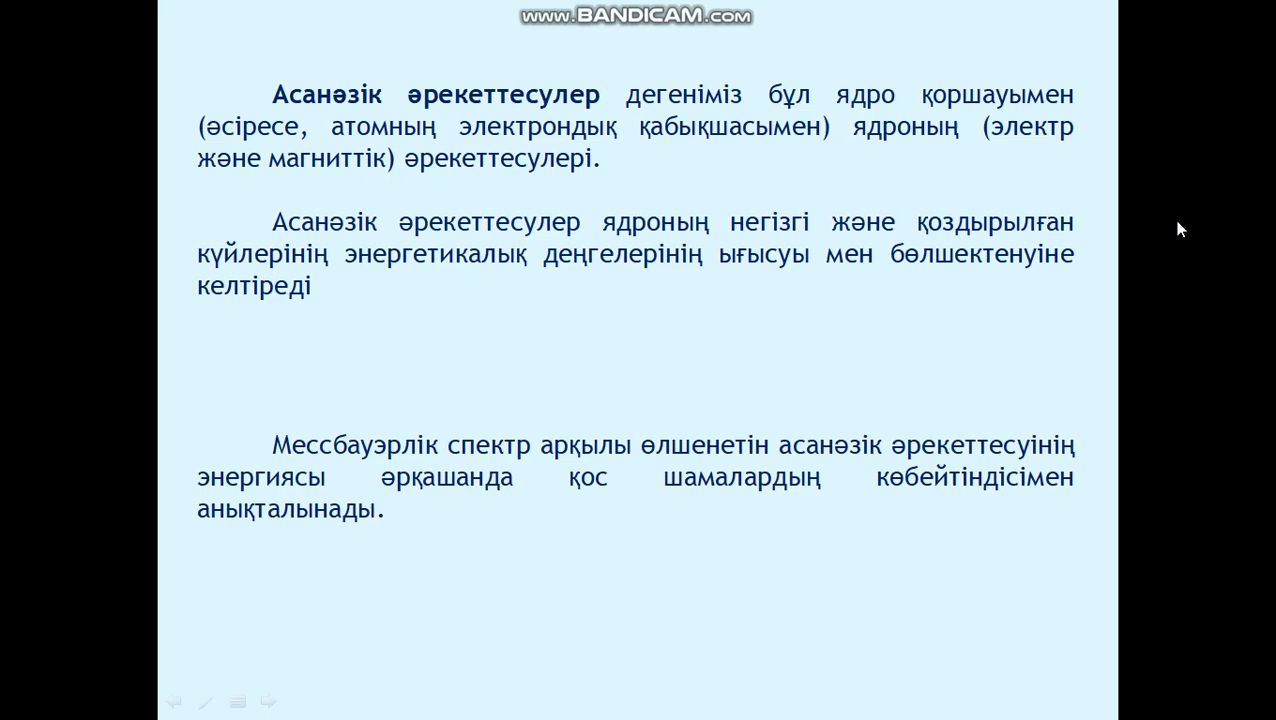 www.BANDICAM.com
Асанәзік әрекеттесулер дегеніміз бұл ядро қоршауымен
(әсіресе, атомның электрондық қабықшасымен) ядроның (электр
және магниттік) әрекеттесулері.
Асанәзік әрекеттесулер ядроның негізгі және қоздырылған
күйлерінің энергетикалық деңгелерінің ығысуы мен бөлшектенуіне
келтіреді
Мессбауэрлік спектр арқылы өлшенетін асанәзік әрекеттесуінің
энергиясы әрқашанда қос шамалардың көбейтіндісімен
анықталынады.